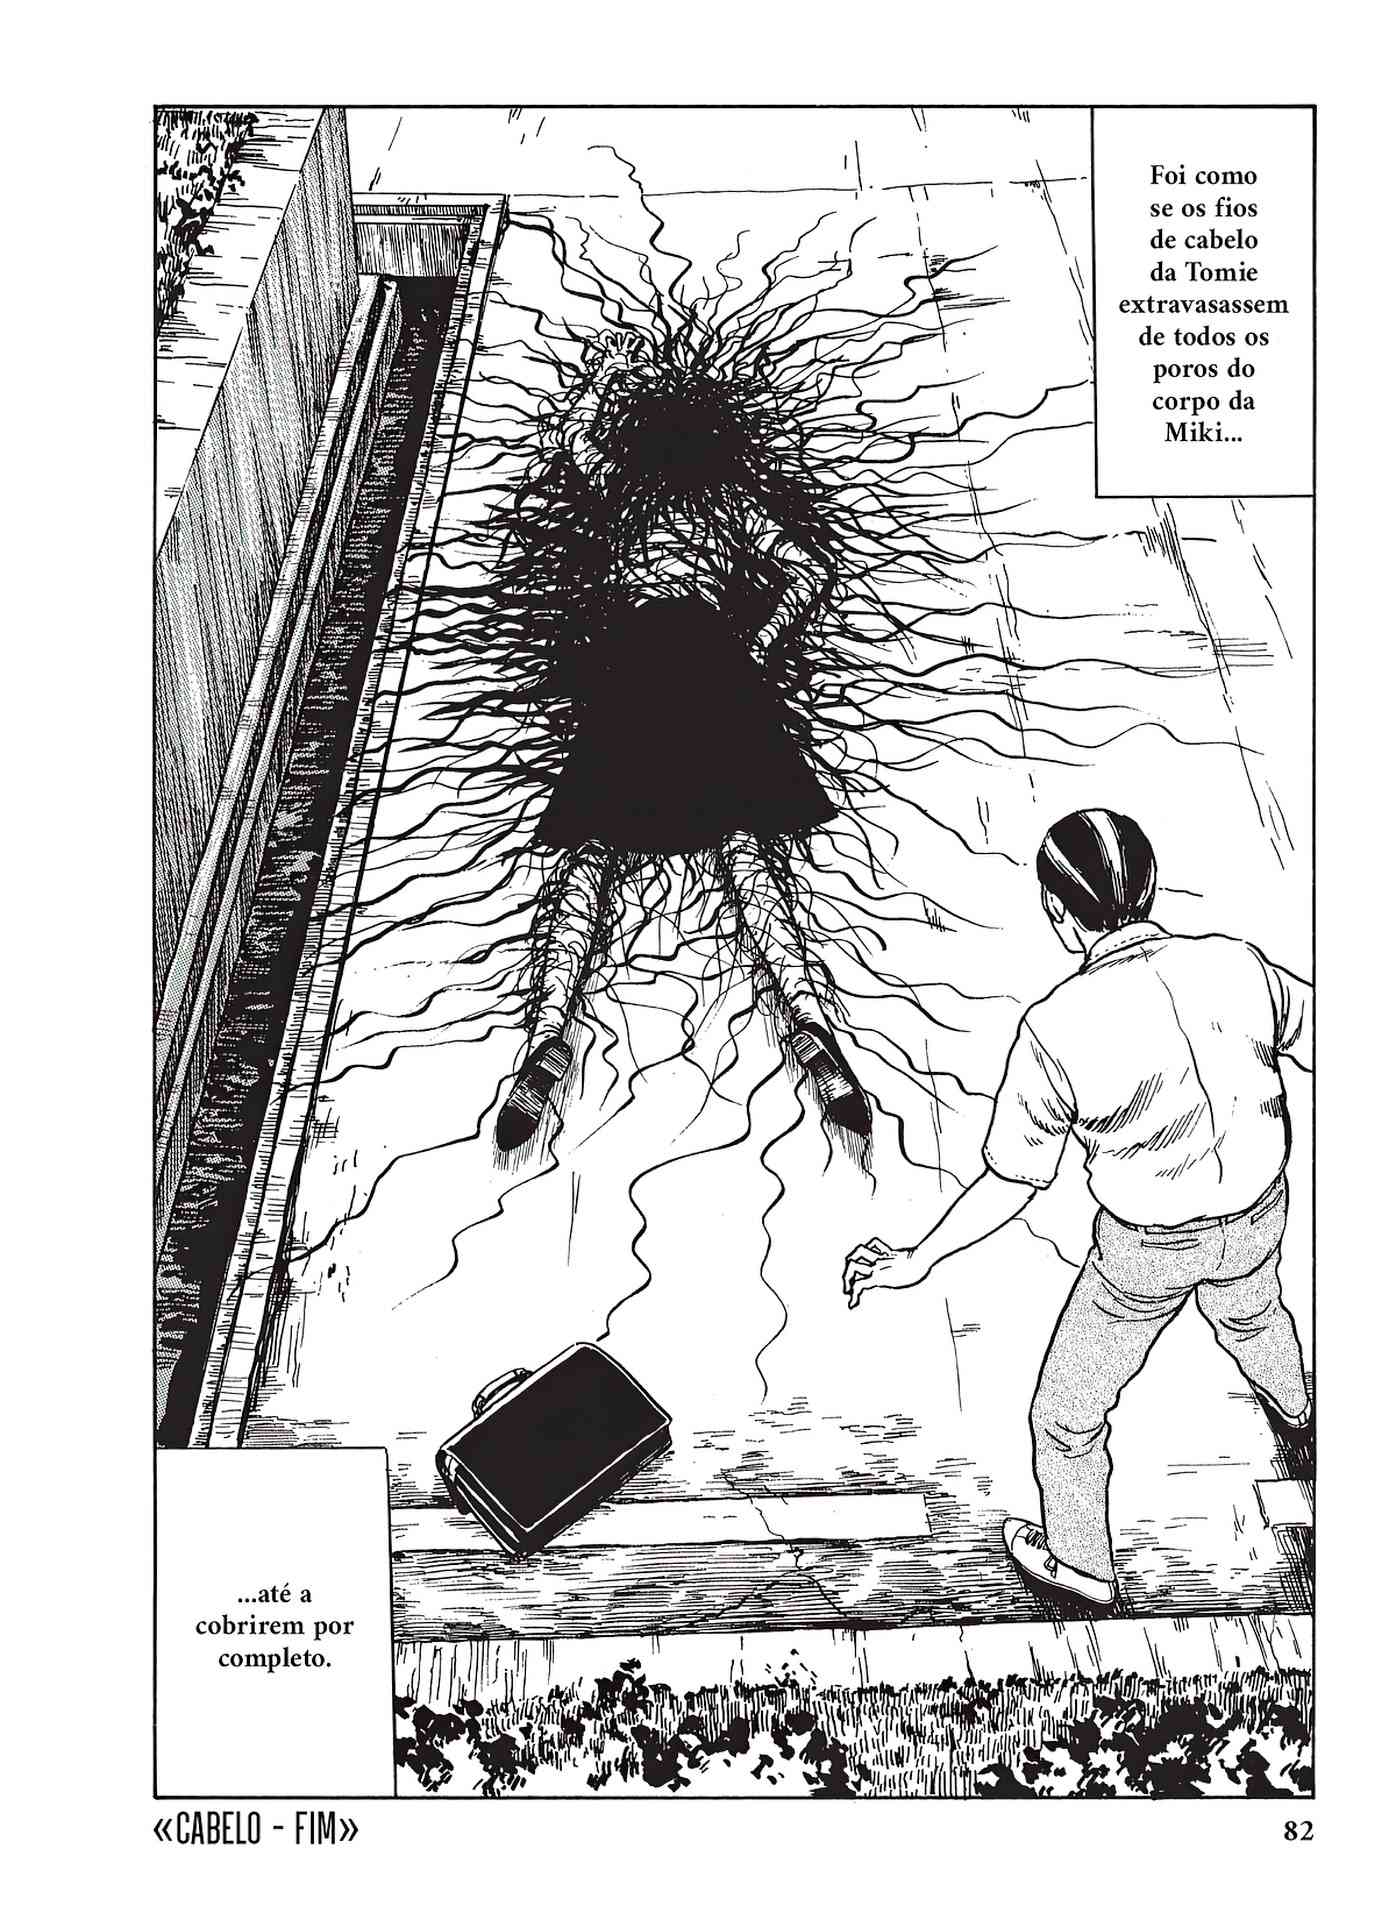 Foi como
se os fios
de cabelo
da Tomie
extravasassem
de todos os
poros do
corpo da
Miki...
...até a
cobrirem por
completo.
«CABELO - FIM»
82